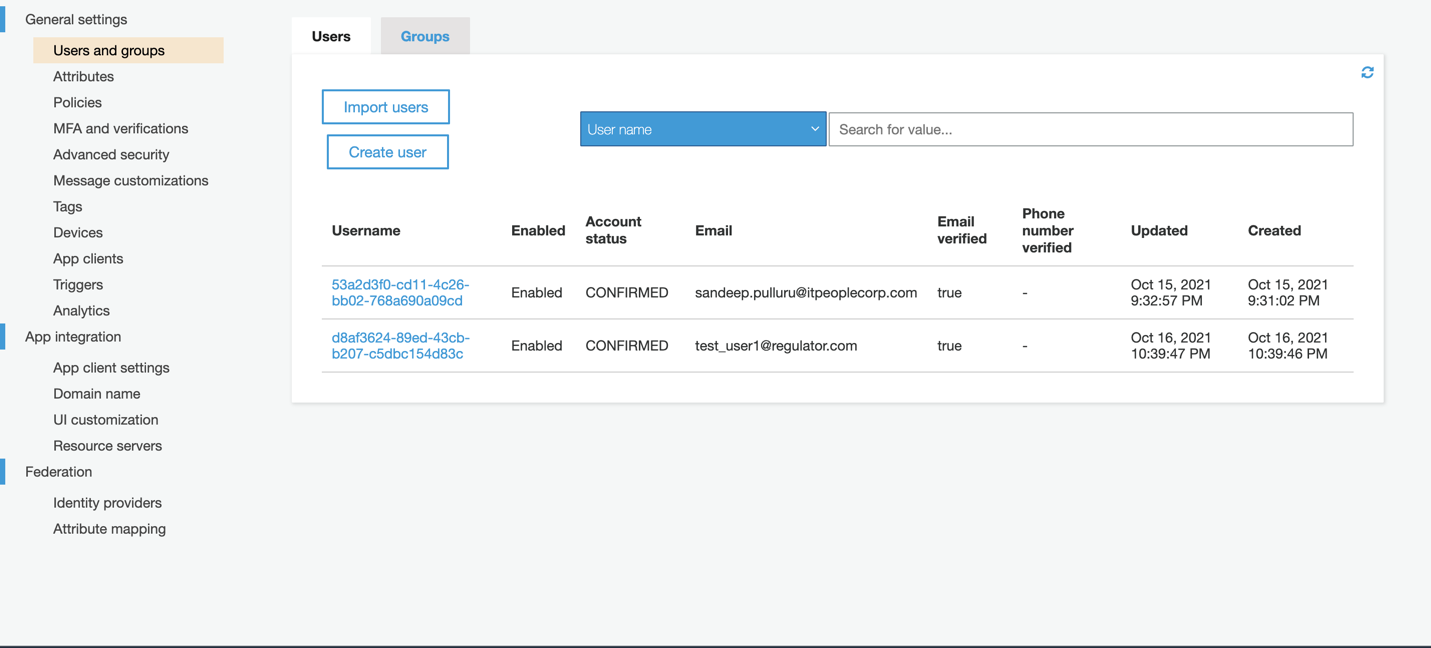 General settings
Users and groups
Attributes
Policies
MFA and verifications
Advanced security
Message customizations
Tags
Devices
App clients
Triggers
Analytics
App integration
App client settings
Domain name
UI customization
Resource servers
Federation
Identity providers
Attribute mapping
Users Groups
Import users
Create user
User name Search for value...
Username Enabled Account status Email Email verified Phone number verified Updated Created
53a2d3f0-cd11-4c26- Enabled CONFIRMED sandeep.pulluru@itpeoplecorp.com true - Oct 15, 2021 Oct 15, 2021
bb02-768a690a09cd 9:32:57 PM 9:31:02 PM
d8af3624-89ed-43cb- Enabled CONFIRMED test_user1@regulator.com true - Oct 16, 2021 Oct 16, 2021
b207-c5dbc154d83c 10:39:47 PM 10:39:46 PM